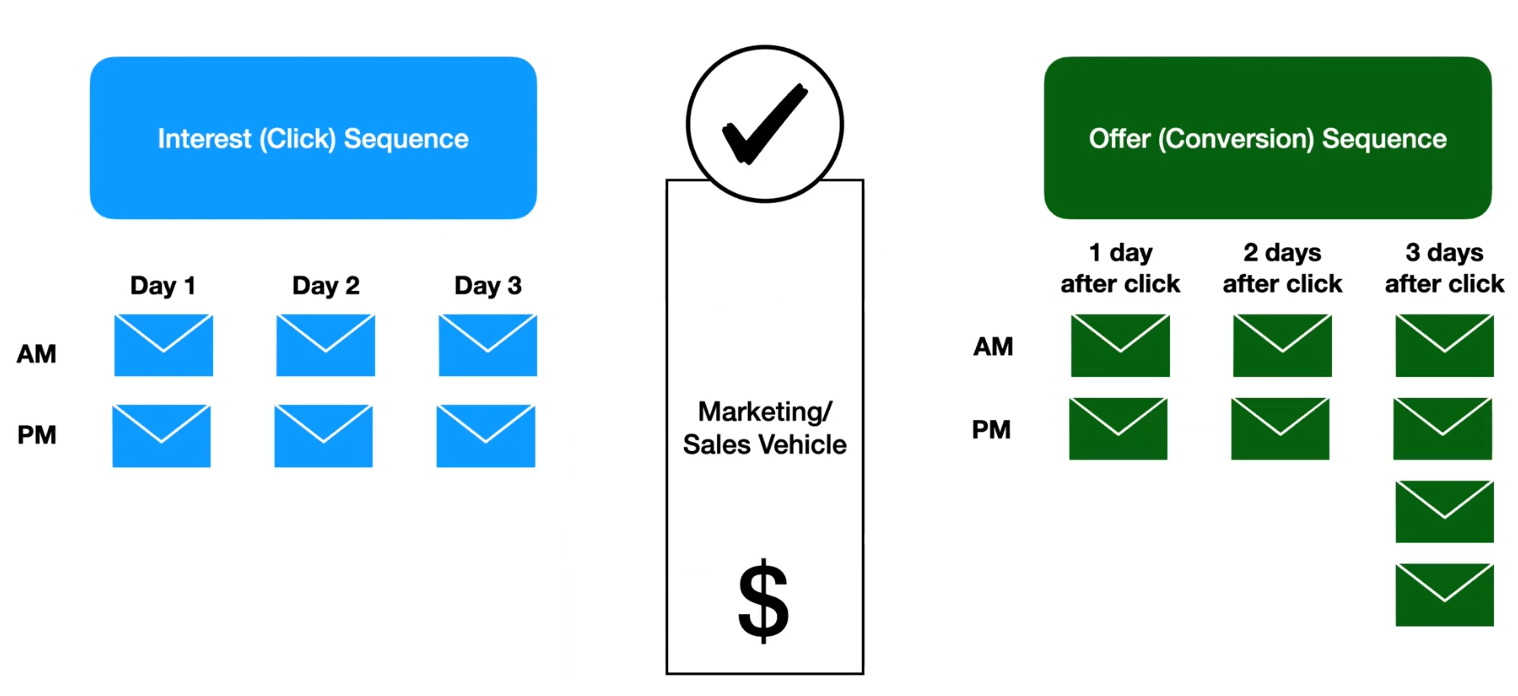 Interest (Click) Sequence
Day 1
Day 2
Day 3
AM
PM
Marketing/
Sales Vehicle
$
Offer (Conversion) Sequence
1 day
after click
2 days
after click
3 days
after click
AM
PM